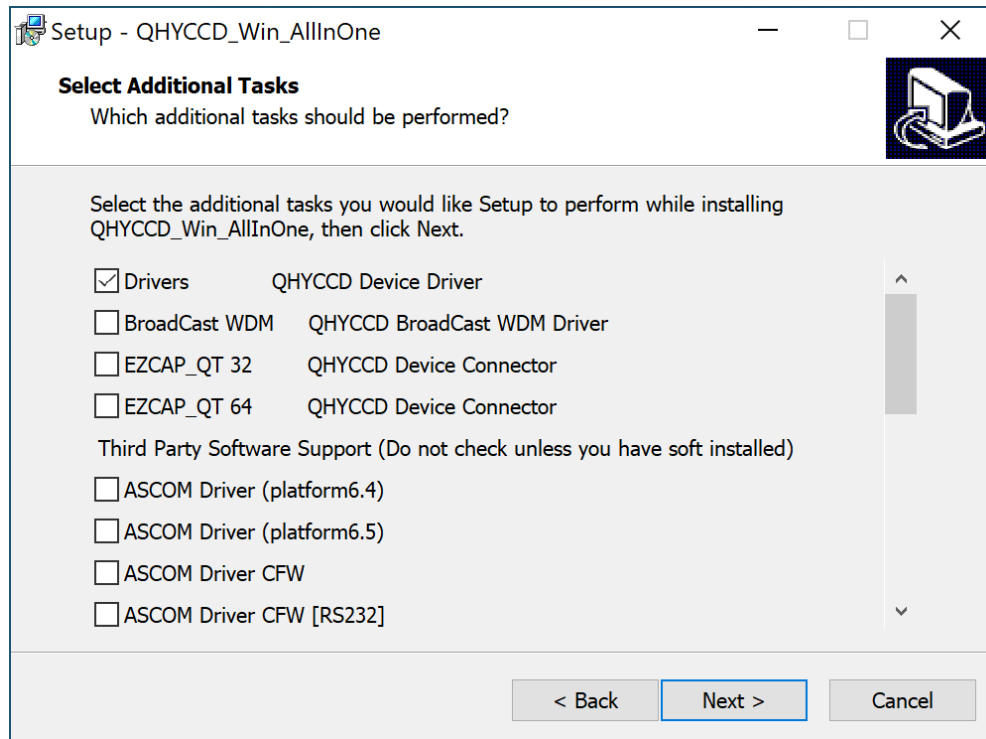 Setup - QHYCCD_Win_AllInOne
Select Additional Tasks
Which additional tasks should be performed?
Select the additional tasks you would like Setup to perform while installing
QHYCCD_Win_AllInOne, then click Next.
Drivers QHYCCD Device Driver
BroadCast WDM QHYCCD BroadCast WDM Driver
EZCAP_QT 32 QHYCCD Device Connector
EZCAP_QT 64 QHYCCD Device Connector
Third Party Software Support (Do not check unless you have soft installed)
ASCOM Driver (platform6.4)
ASCOM Driver (platform6.5)
ASCOM Driver CFW
ASCOM Driver CFW [RS232]
< Back Next > Cancel